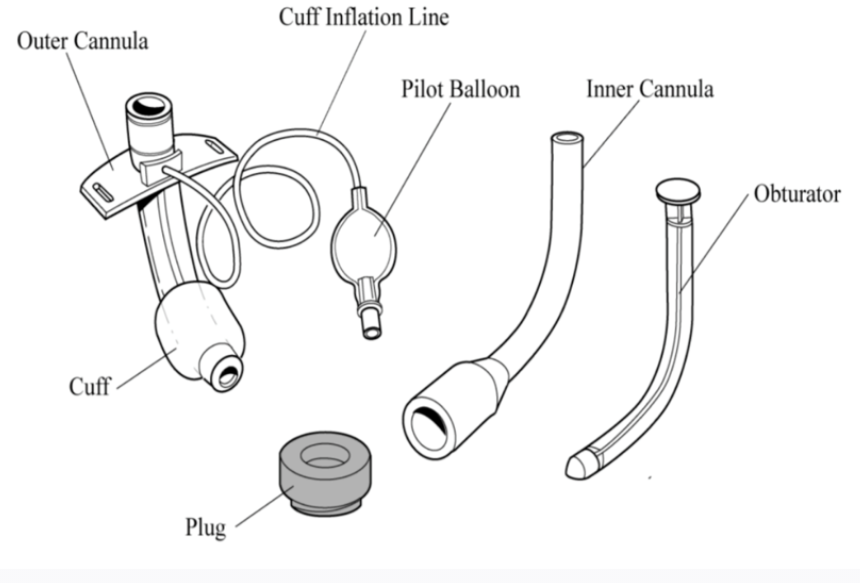 Cuff Inflation Line
Outer Cannula
Pilot Balloon
Inner Cannula
Obturator
Cuff
Plug